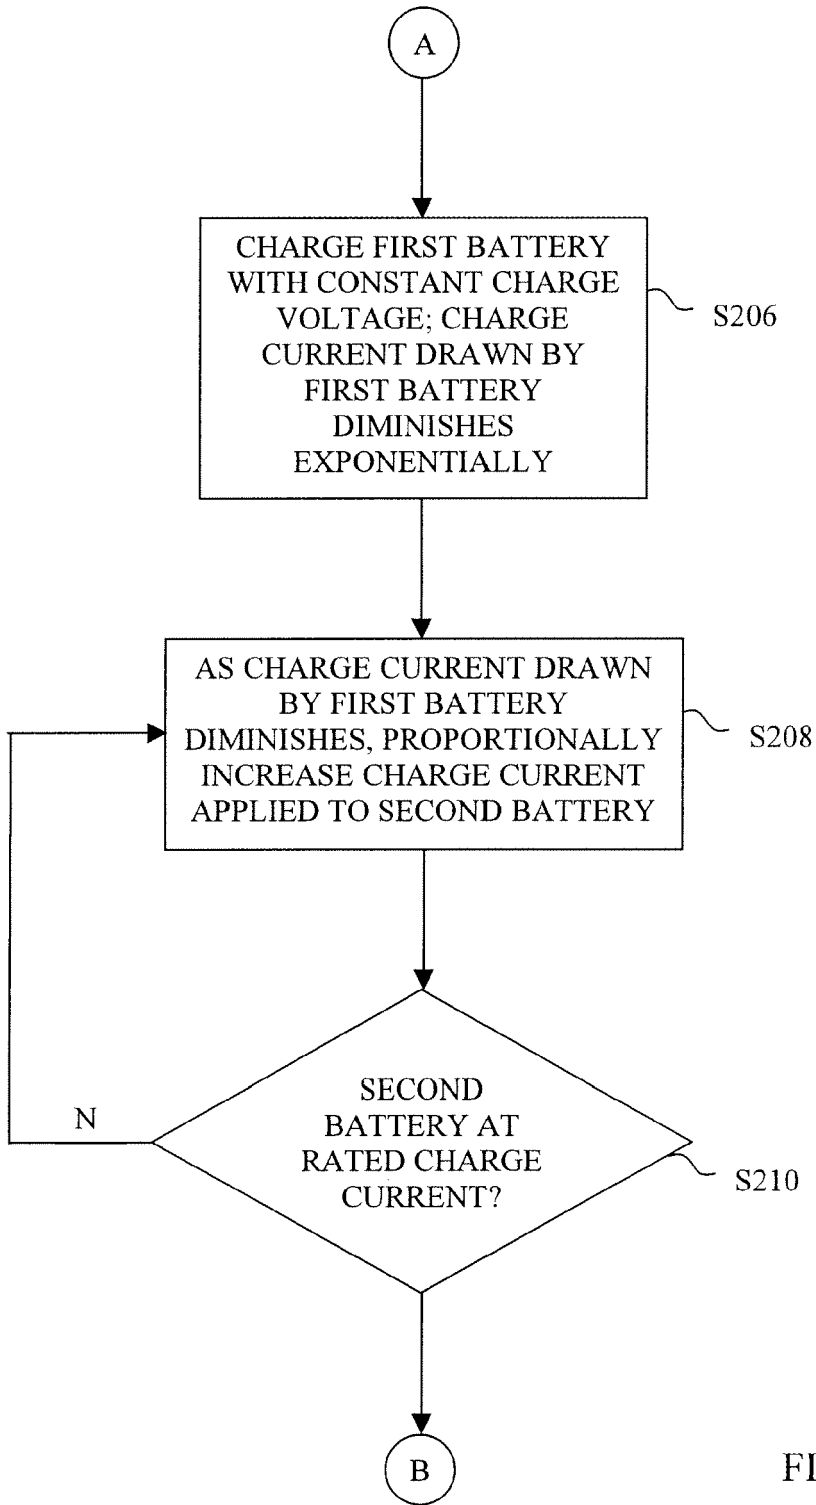 A
CHARGE FIRST BATTERY
WITH CONSTANT CHARGE
VOLTAGE; CHARGE
CURRENT DRAWN BY
FIRST BATTERY
DIMINISHES
EXPONENTIALLY
S206
AS CHARGE CURRENT DRAWN
BY FIRST BATTERY
DIMINISHES, PROPORTIONALLY
INCREASE CHARGE CURRENT
APPLIED TO SECOND BATTERY
S208
N
SECOND
BATTERY AT
RATED CHARGE
CURRENT?
S210
B
FI